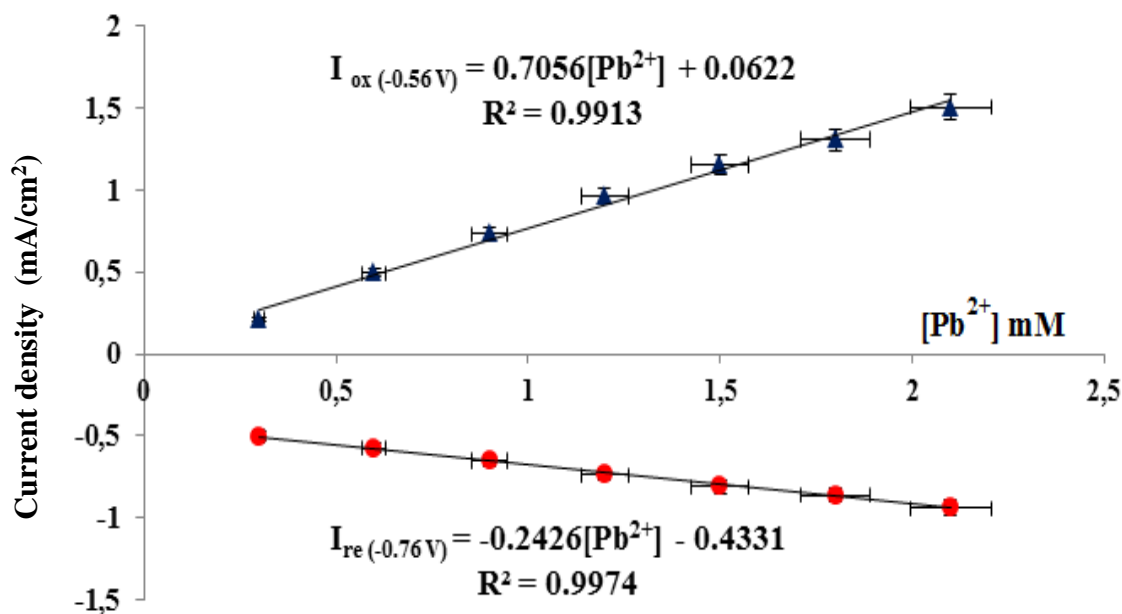 2
I ox (-0.56 V) = 0.7056[Pb²⁺] + 0.0622
R² = 0.9913
1,5
1
0,5
[Pb²⁺] mM
0
0 0,5 1 1,5 2 2,5
-0,5
-1
I re (-0.76 V) = -0.2426[Pb²⁺] - 0.4331
R² = 0.9974
-1,5
Current density (mA/cm²)